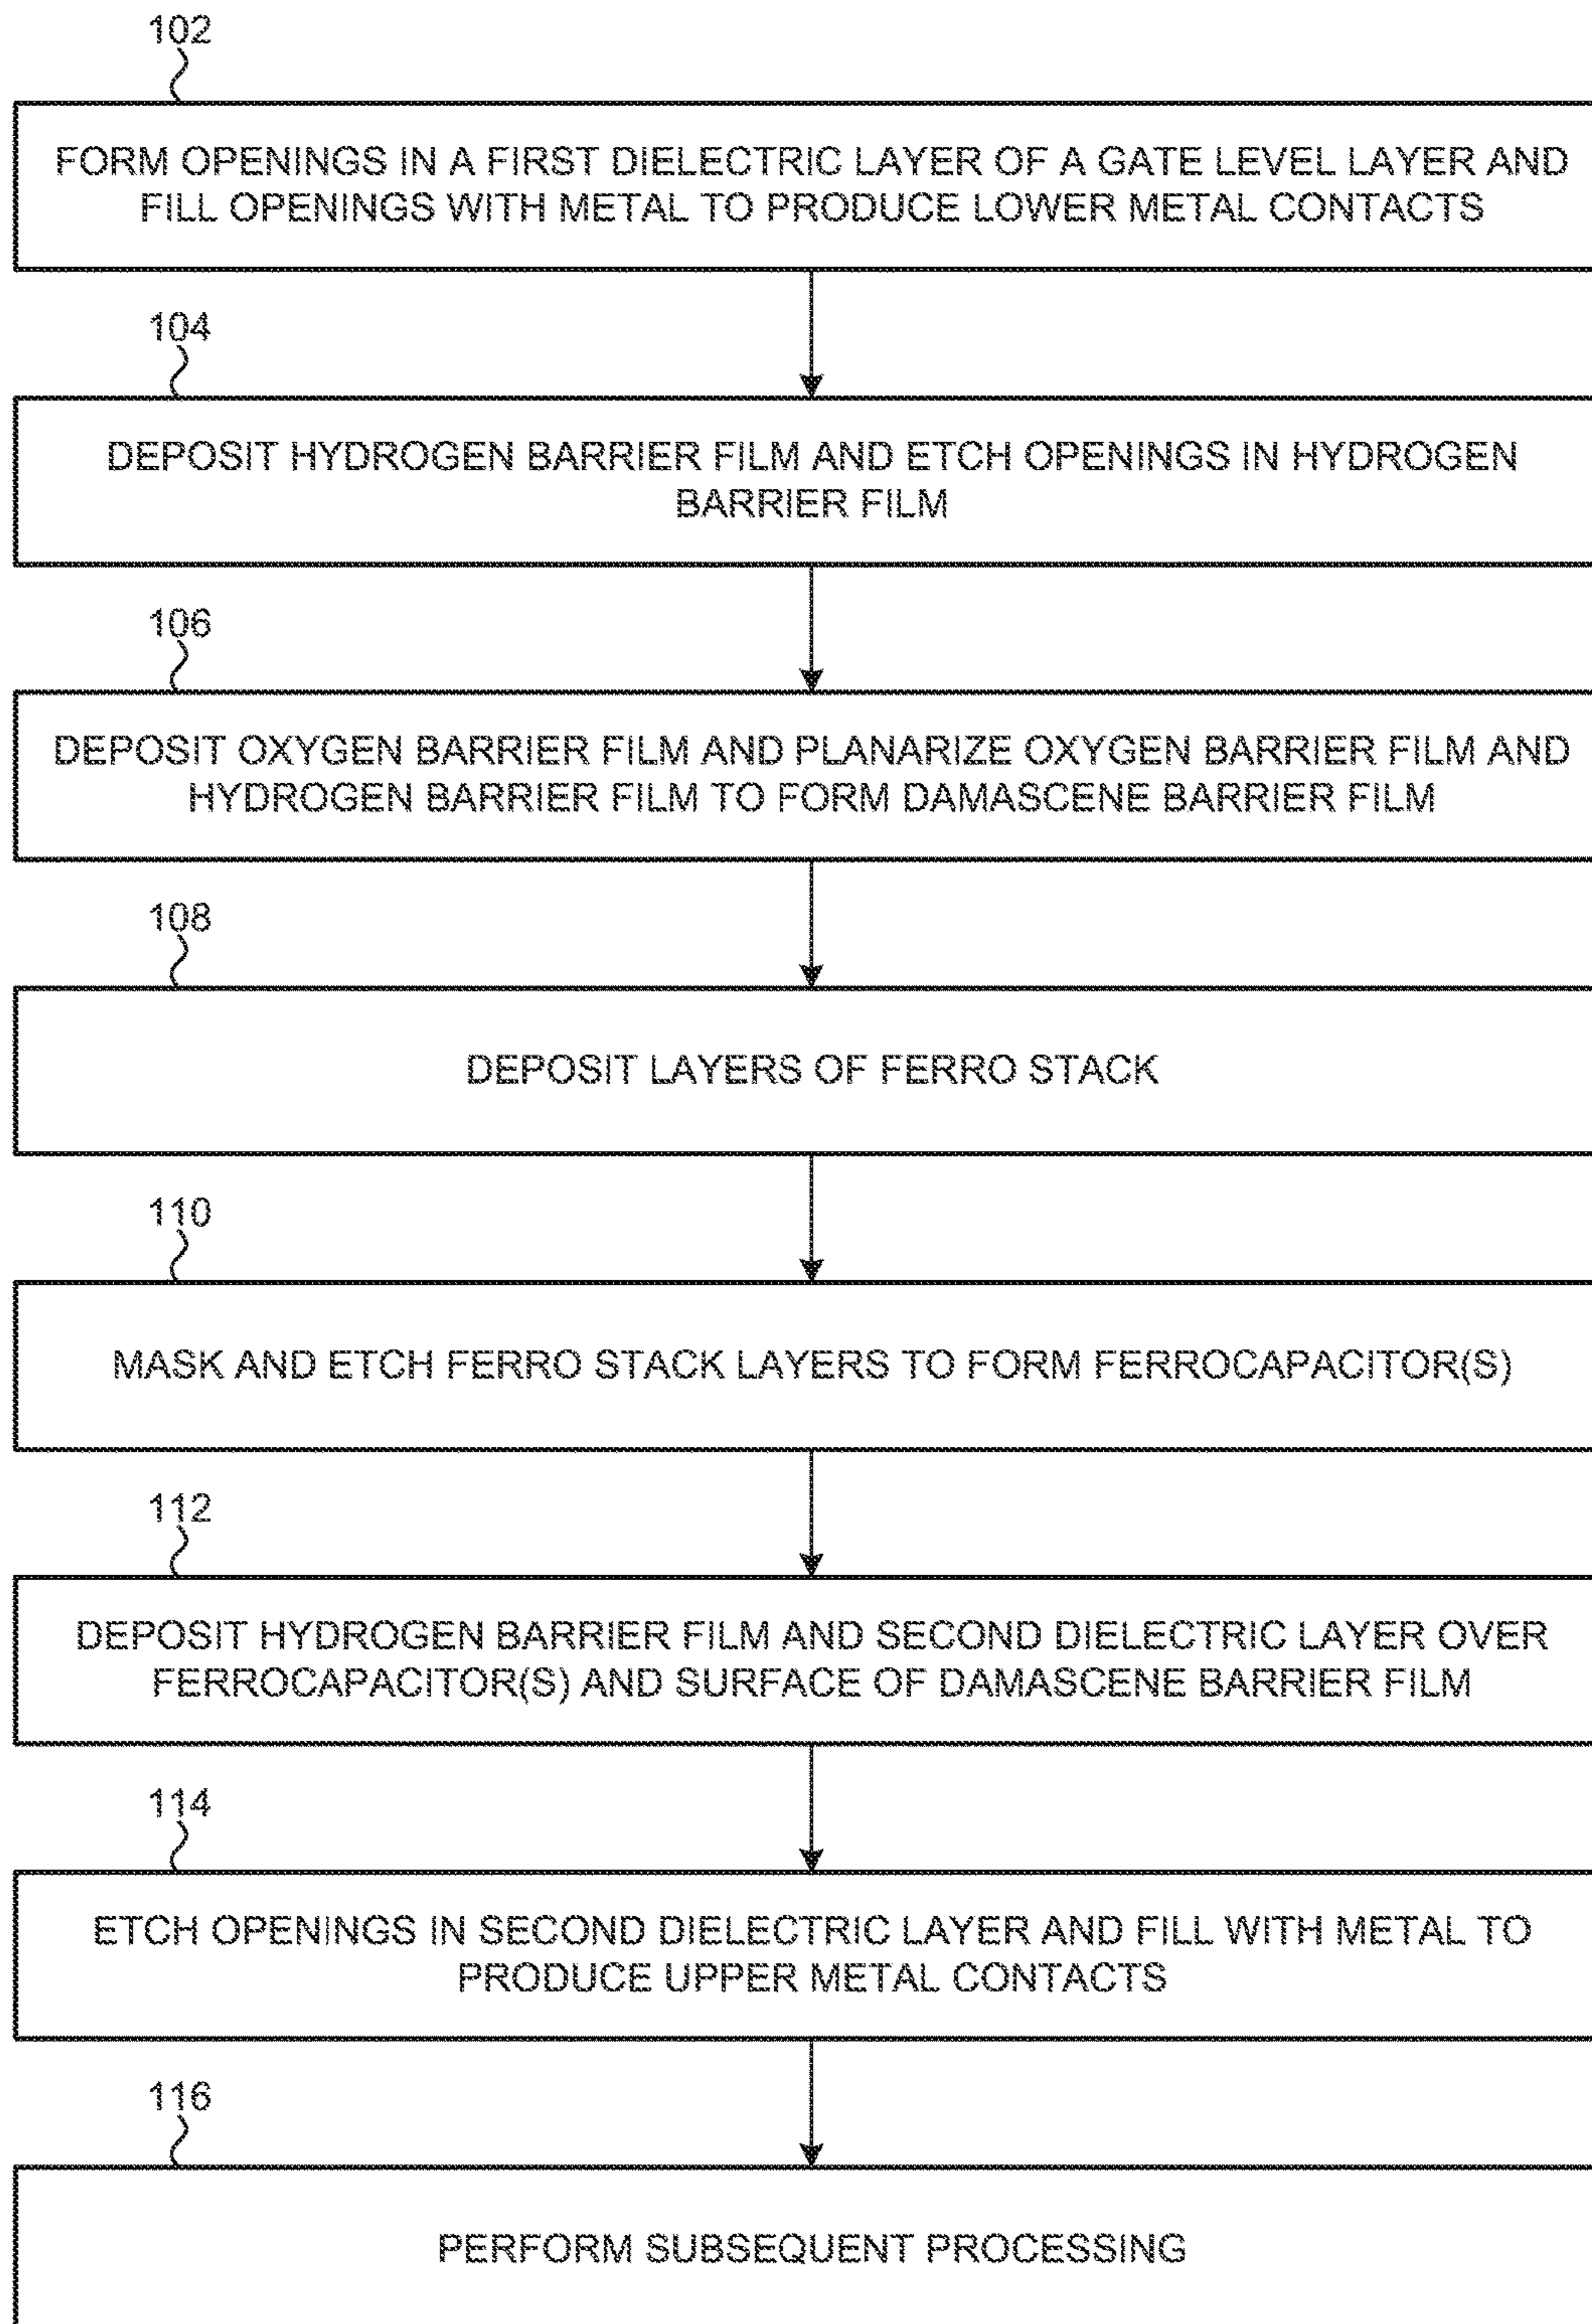 102
FORM OPENINGS IN A FIRST DIELECTRIC LAYER OF A GATE LEVEL LAYER AND
FILL OPENINGS WITH METAL TO PRODUCE LOWER METAL CONTACTS
104
DEPOSIT HYDROGEN BARRIER FILM AND ETCH OPENINGS IN HYDROGEN
BARRIER FILM
106
DEPOSIT OXYGEN BARRIER FILM AND PLANARIZE OXYGEN BARRIER FILM AND
HYDROGEN BARRIER FILM TO FORM DAMASCENE BARRIER FILM
108
DEPOSIT LAYERS OF FERRO STACK
110
MASK AND ETCH FERRO STACK LAYERS TO FORM FERROCAPACITOR(S)
112
DEPOSIT HYDROGEN BARRIER FILM AND SECOND DIELECTRIC LAYER OVER
FERROCAPACITOR(S) AND SURFACE OF DAMASCENE BARRIER FILM
114
ETCH OPENINGS IN SECOND DIELECTRIC LAYER AND FILL WITH METAL TO
PRODUCE UPPER METAL CONTACTS
116
PERFORM SUBSEQUENT PROCESSING